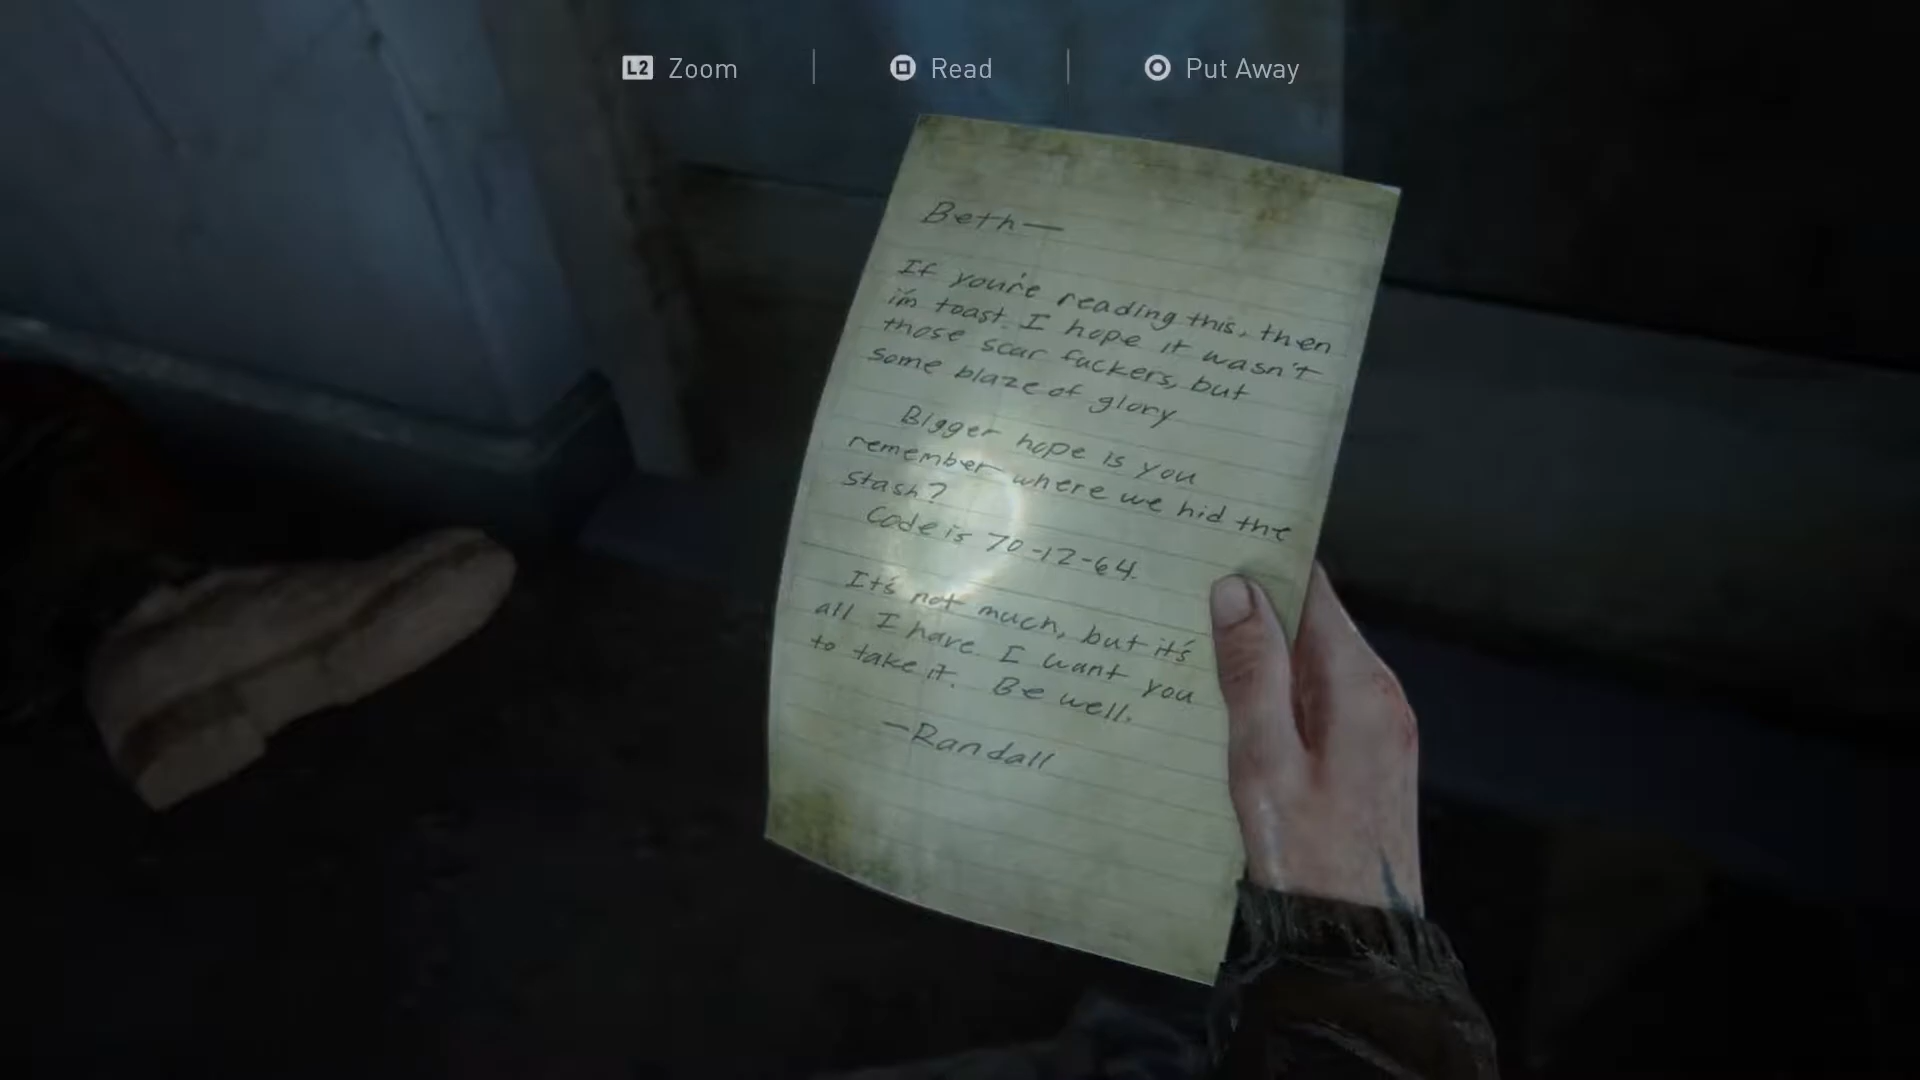 L2 Zoom | Read | Put Away
Beth—
If you're reading this, then
i'm toast. I hope it wasn't
those scar fuckers, but
some blaze of glory
Bigger hope is you
remember where we hid the
stash?
Code is 70-12-64.
It's not much, but it's
all I have. I want you
to take it. Be well.
—Randall